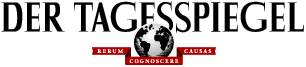 DER TAGESSPIEGEL
RERUM CAUSAS
COGNOSCERE